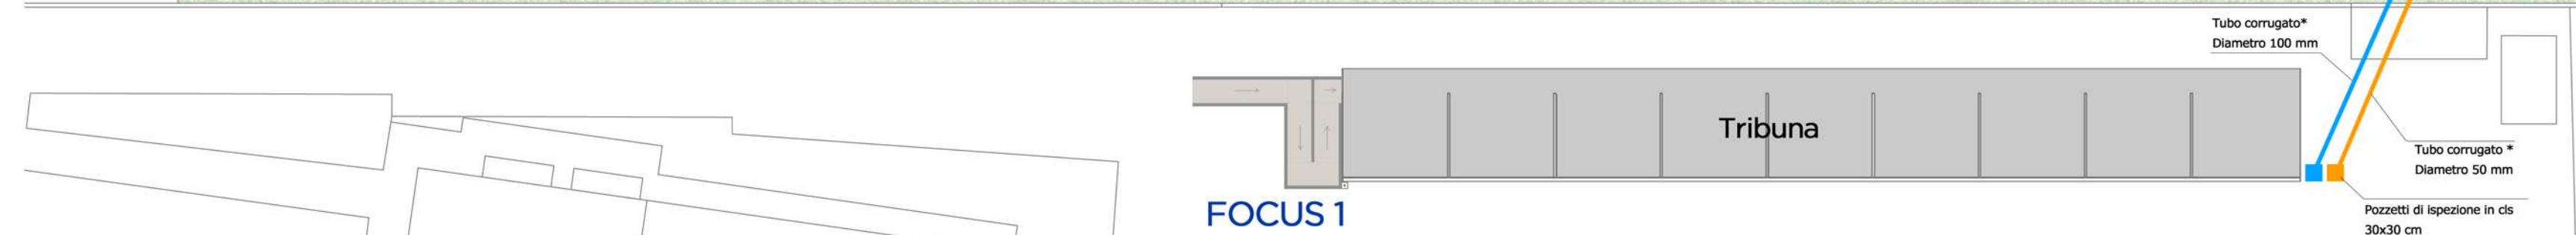 Tubo corrugato*
Diametro 100 mm
Tribuna
Tubo corrugato *
Diametro 50 mm
FOCUS 1
Pozzetti di ispezione in cls
30x30 cm